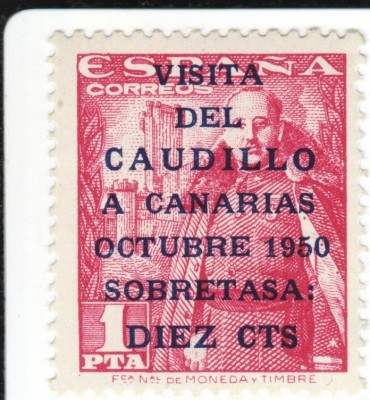 ESPAÑA
CORREOS
VISITA
DEL
CAUDILLO
A CANARIAS
OCTUBRE 1950
SOBRETASA:
DIEZ CTS
1
PTA
Fca. Nal. DE MONEDA Y TIMBRE